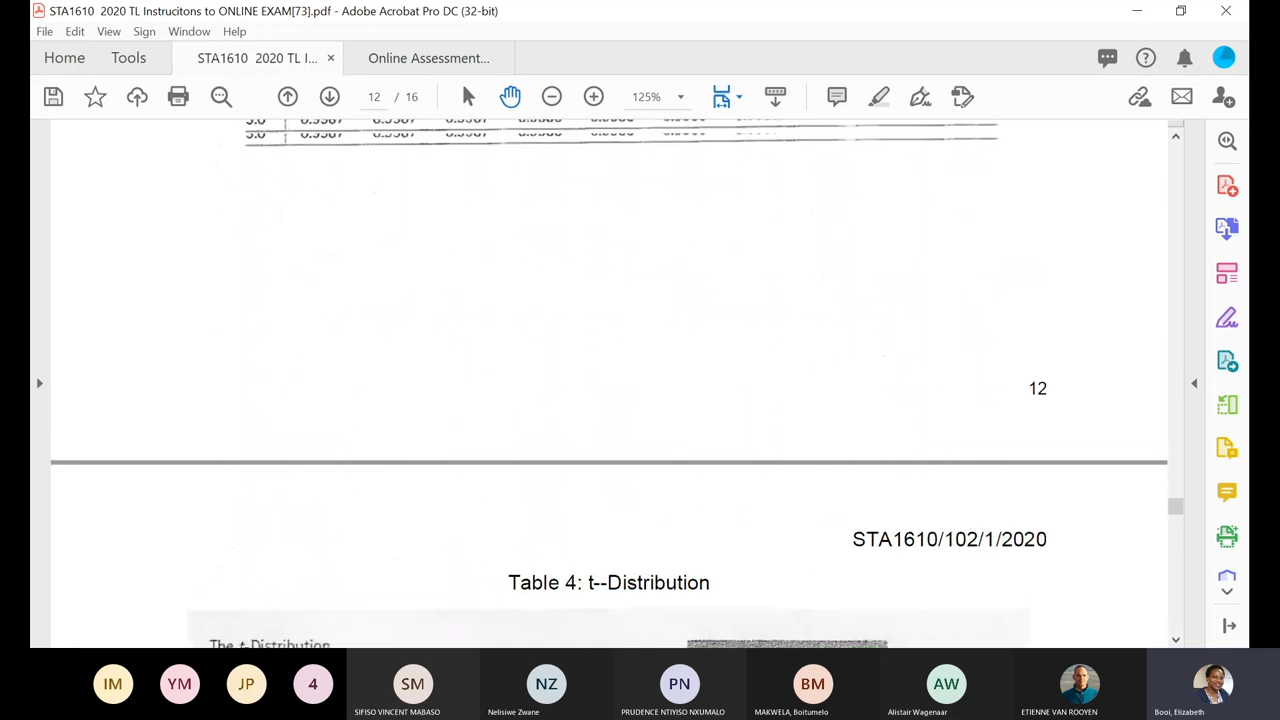 STA1610 2020 TL Instrucitons to ONLINE EXAM[73].pdf - Adobe Acrobat Pro DC (32-bit)
File Edit View Sign Window Help
Home Tools STA1610 2020 TL I... × Online Assessment...
12 / 16 125%
12
STA1610/102/1/2020
Table 4: t--Distribution
The t-Distribution
IM YM JP 4 SM NZ PN BM AW
SIFISO VINCENT MABASO Nelisiwe Zwane PRUDENCE NTIYISO NXUMALO MAKWELA, Boitumelo Alistair Wagenaar ETIENNE VAN ROOYEN Booi, Elizabeth